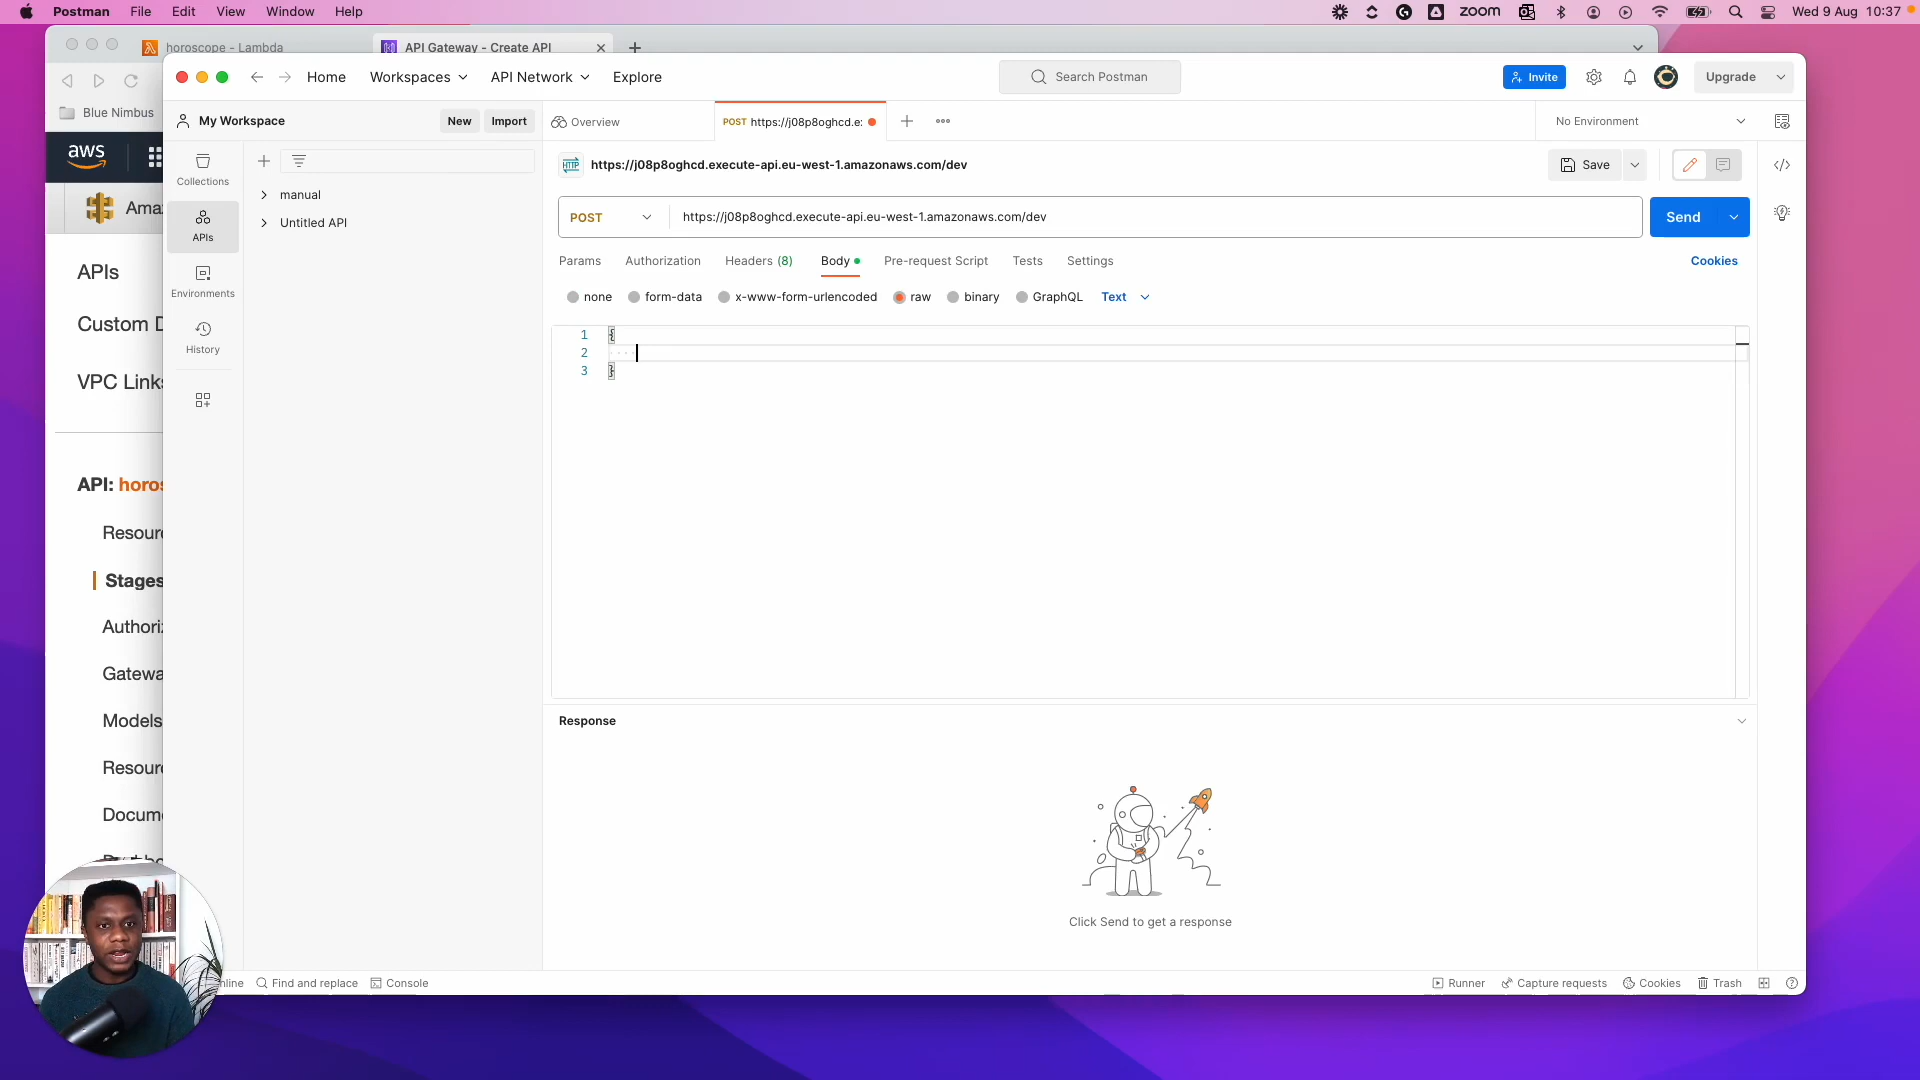 Postman File Edit View Window Help
zoom Wed 9 Aug 10:37
horoscope - Lambda API Gateway - Create API
Home Workspaces API Network Explore Search Postman Invite Upgrade
Blue Nimbus
My Workspace New Import Overview POST https://j08p8oghcd.e: No Environment
aws
Collections
APIs
Environments
History
manual
Untitled API
HTTP https://j08p8oghcd.execute-api.eu-west-1.amazonaws.com/dev Save
POST https://j08p8oghcd.execute-api.eu-west-1.amazonaws.com/dev Send
Params Authorization Headers (8) Body Pre-request Script Tests Settings Cookies
none form-data x-www-form-urlencoded raw binary GraphQL Text
1 {
2
3 }
Ama
APIs
Custom D
VPC Links
API: horos
Resour
Stages
Authoriz
Gatewa
Models
Resour
Docume
Response
Click Send to get a response
nline Find and replace Console Runner Capture requests Cookies Trash